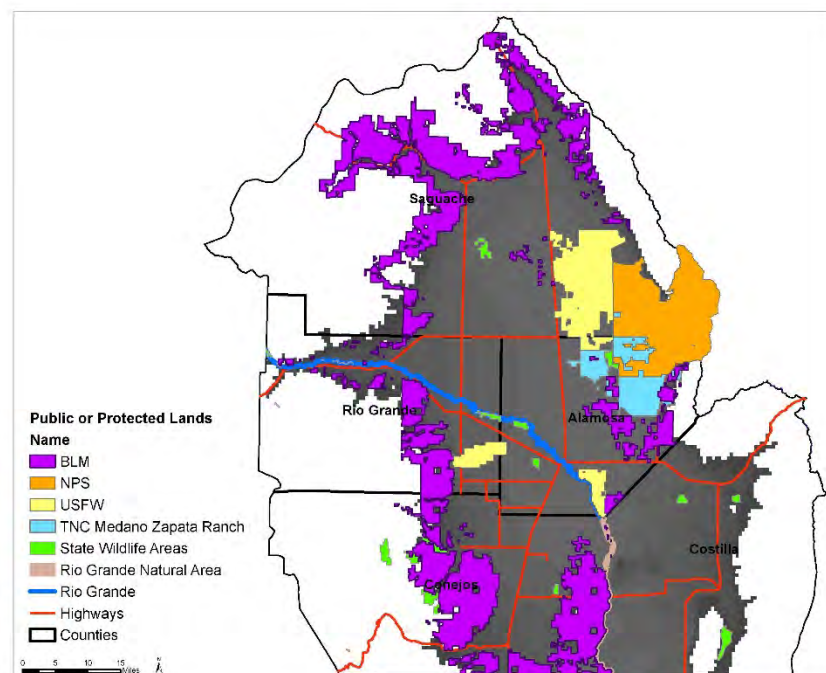 Saguache
Rio Grande
Alamosa
Costilla
Conejos
Public or Protected Lands
Name
BLM
NPS
USFW
TNC Medano Zapata Ranch
State Wildlife Areas
Rio Grande Natural Area
Rio Grande
Highways
Counties
0 5 10 15
Miles
N